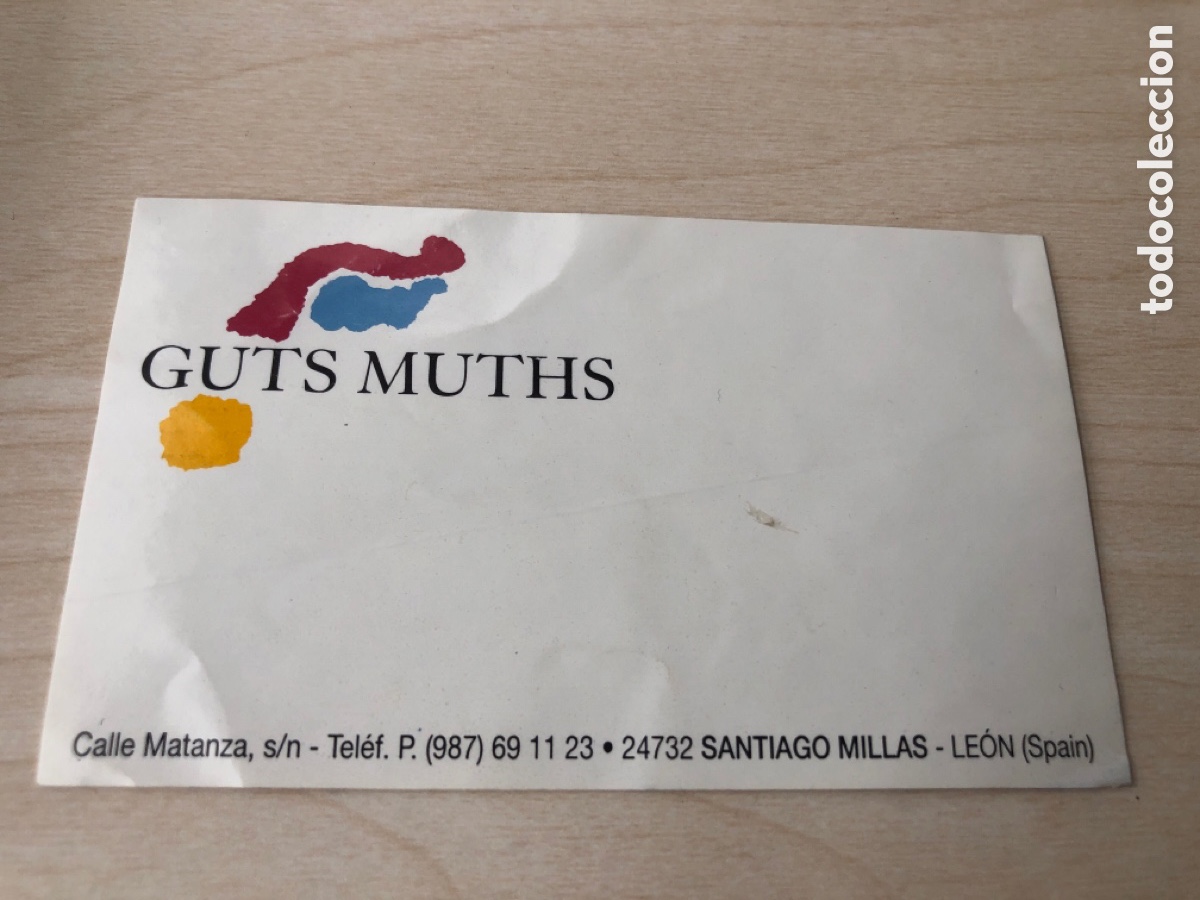 GUTS MUTHS
Calle Matanza, s/n - Teléf. P. (987) 69 11 23 • 24732 SANTIAGO MILLAS - LEÓN (Spain)
todocoleccion